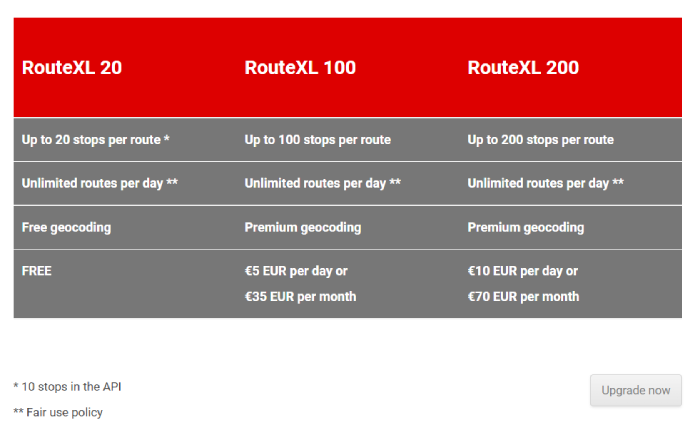 RouteXL 20 RouteXL 100 RouteXL 200
Up to 20 stops per route * Up to 100 stops per route Up to 200 stops per route
Unlimited routes per day ** Unlimited routes per day ** Unlimited routes per day **
Free geocoding Premium geocoding Premium geocoding
FREE €5 EUR per day or €10 EUR per day or
€35 EUR per month €70 EUR per month
* 10 stops in the API Upgrade now
** Fair use policy